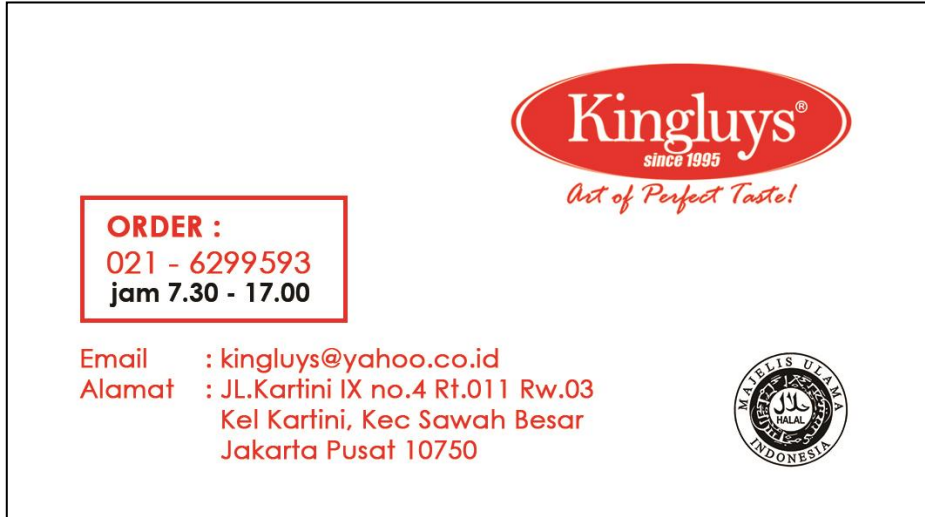 Kingluys®
since 1995
Art of Perfect Taste!
ORDER :
021 - 6299593
jam 7.30 - 17.00
Email : kingluys@yahoo.co.id
Alamat : JL.Kartini IX no.4 Rt.011 Rw.03
Kel Kartini, Kec Sawah Besar
Jakarta Pusat 10750
MAJELIS ULAMA
حلال
HALAL
INDONESIA